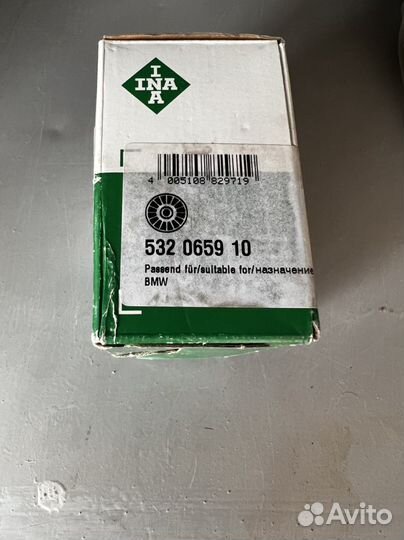 I
INA
A
4 005108 829719
532 0659 10
Passend für/suitable for/назначение
BMW
Avito